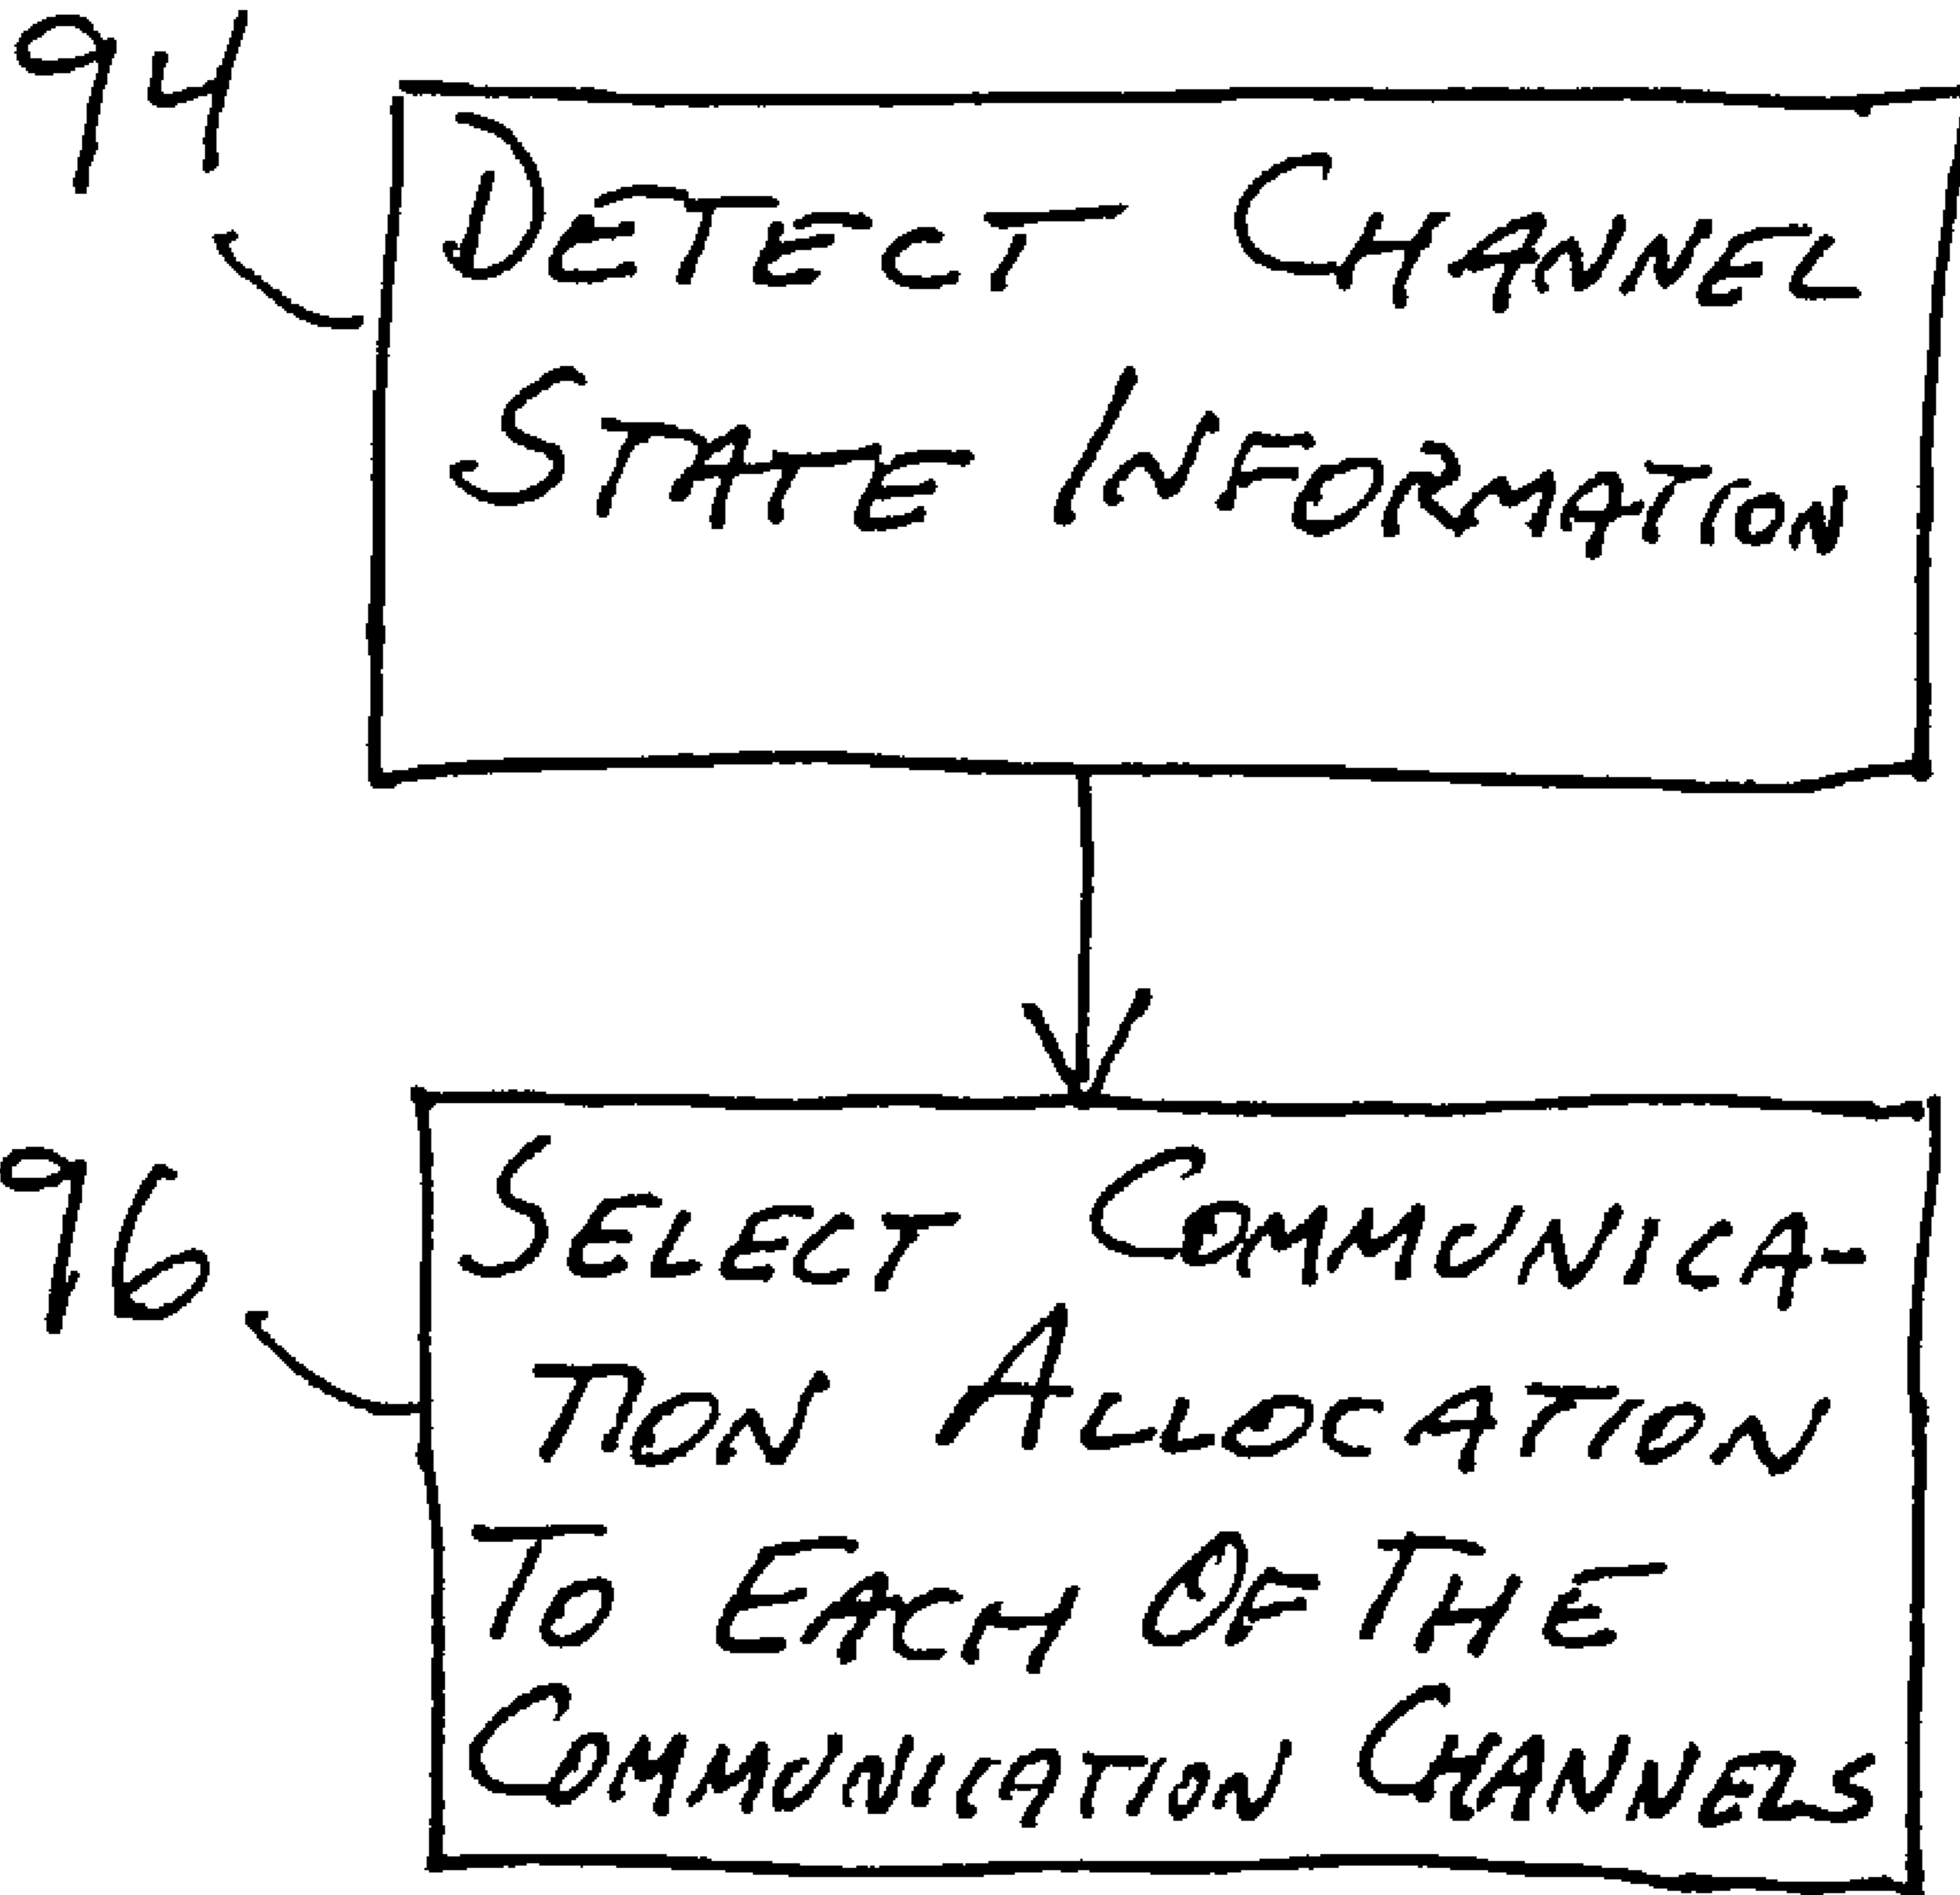 94
DETECT CHANNEL
STATE INFORMATION
96
SELECT COMMUNICA-
TION ALLOCATION
TO EACH OF THE
COMMUNICATION CHANNELS